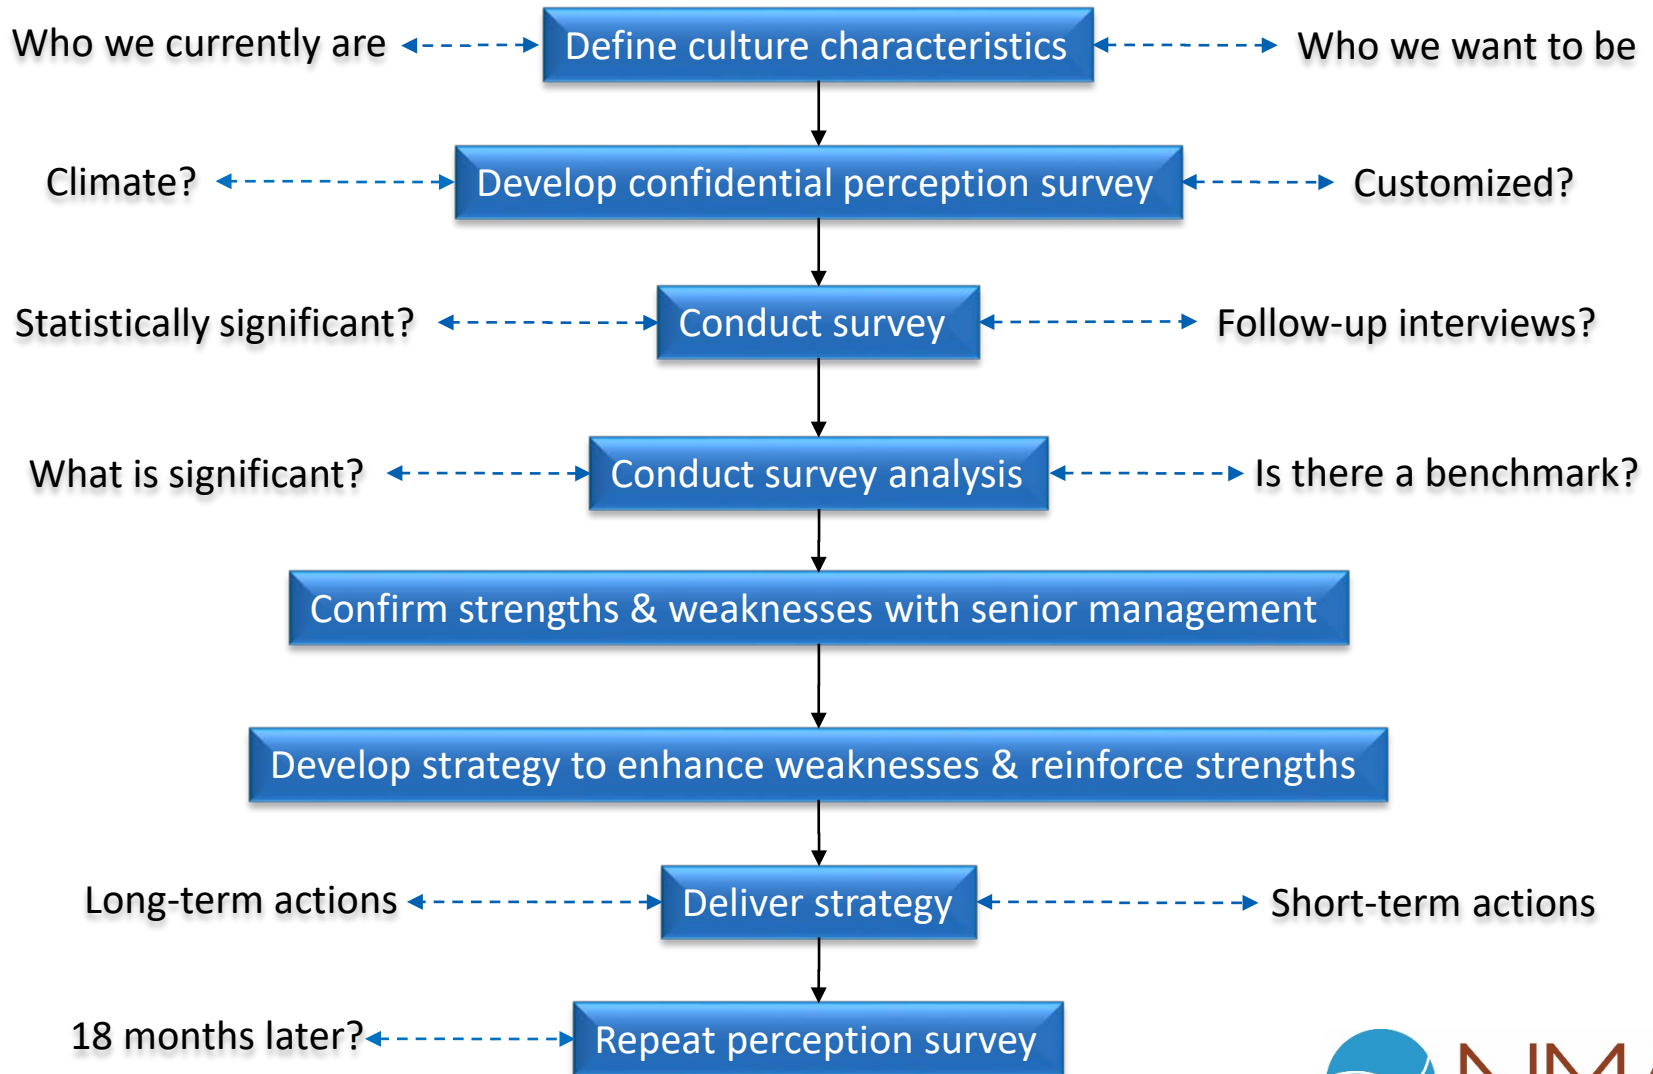 Who we currently are
Define culture characteristics
Who we want to be
Climate?
Develop confidential perception survey
Customized?
Statistically significant?
Conduct survey
Follow-up interviews?
What is significant?
Conduct survey analysis
Is there a benchmark?
Confirm strengths & weaknesses with senior management
Develop strategy to enhance weaknesses & reinforce strengths
Long-term actions
Deliver strategy
Short-term actions
18 months later?
Repeat perception survey